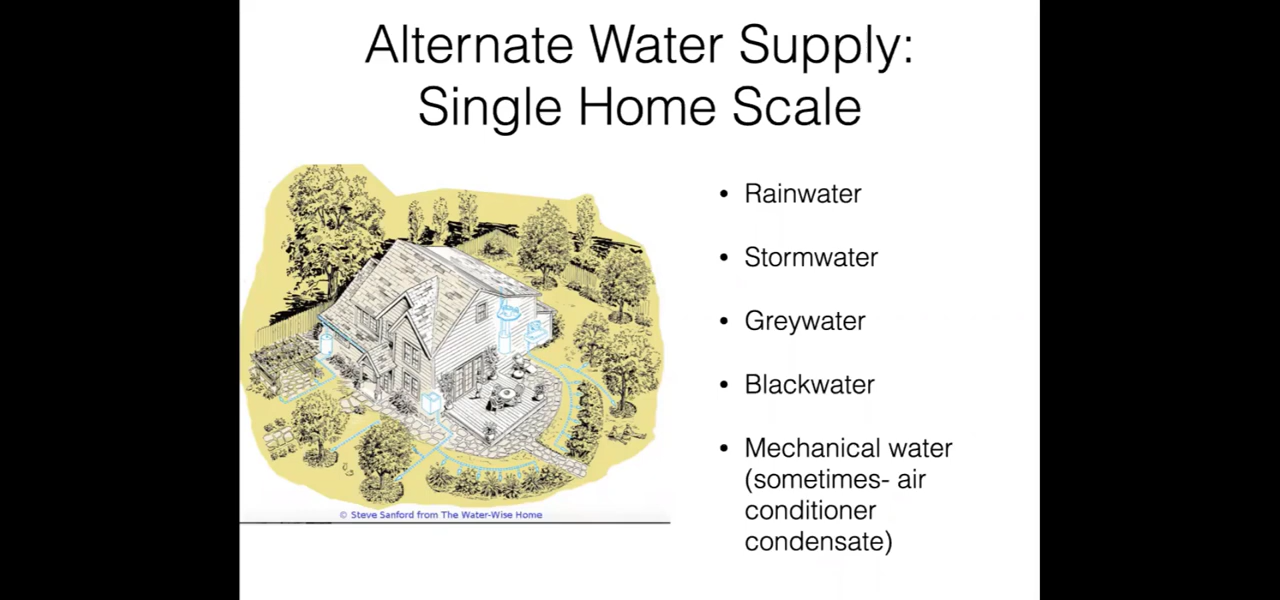 Alternate Water Supply:
Single Home Scale
• Rainwater
• Stormwater
• Greywater
• Blackwater
• Mechanical water
(sometimes- air
conditioner
condensate)
© Steve Sanford from The Water-Wise Home